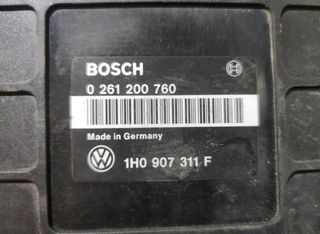 BOSCH
0 261 200 760
Made in Germany
1H0 907 311 F